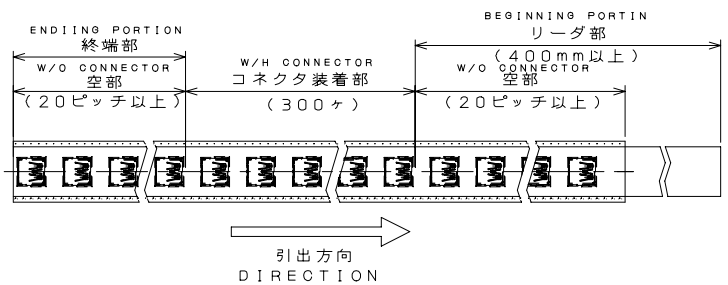 ENDIING PORTION
終端部
W/O CONNECTOR
空部
(20ピッチ以上)
W/H CONNECTOR
コネクタ装着部
(300ケ)
BEGINNING PORTIN
リーダ部
(400mm以上)
W/O CONNECTOR
空部
(20ピッチ以上)
引出方向
DIRECTION